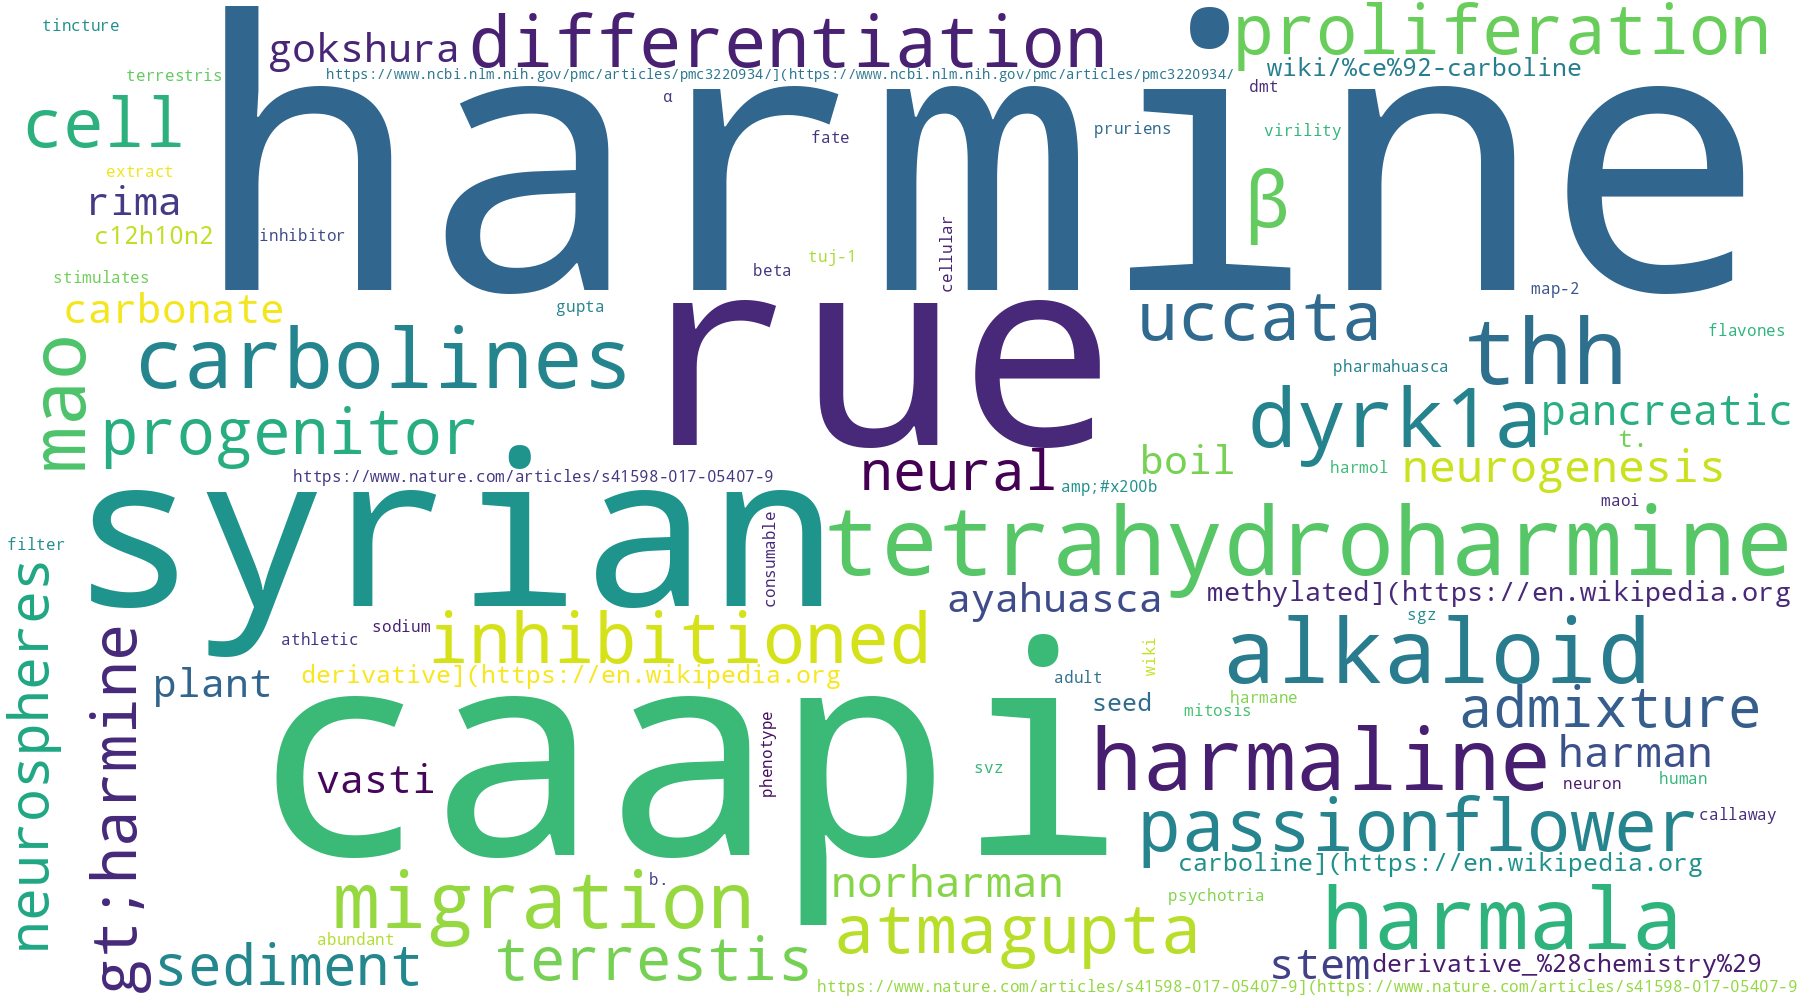 tincture
gokshura
differentiation
proliferation
terrestris
https://www.ncbi.nlm.nih.gov/pmc/articles/pmc3220934/](https://www.ncbi.nlm.nih.gov/pmc/articles/pmc3220934/
wiki/%ce%92-carboline
harmine
α
dmt
cell
fate
pruriens
virility
extract
rima
β
c12h10n2
inhibitor
cellular
tuj-1
beta
stimulates
map-2
carbonate
gupta
rue
uccata
thh
flavones
mao
carbolines
pharmahuasca
progenitor
dyrk1a
pancreatic
t.
neural
boil
harmol
neurogenesis
https://www.nature.com/articles/s41598-017-05407-9
amp;#x200b
maoi
syrian
tetrahydroharmine
filter
consumable
neurospheres
ayahuasca
methylated](https://en.wikipedia.org
gt;harmine
athletic
sodium
inhibitioned
sgz
alkaloid
wiki
plant
derivative](https://en.wikipedia.org
adult
seed
harmane
mitosis
admixture
caapi
phenotype
vasti
svz
harmaline
harman
neuron
human
passionflower
callaway
carboline](https://en.wikipedia.org
migration
b.
norharman
psychotria
harmala
atmagupta
abundant
sediment
terrestis
stem
derivative_%28chemistry%29
https://www.nature.com/articles/s41598-017-05407-9](https://www.nature.com/articles/s41598-017-05407-9